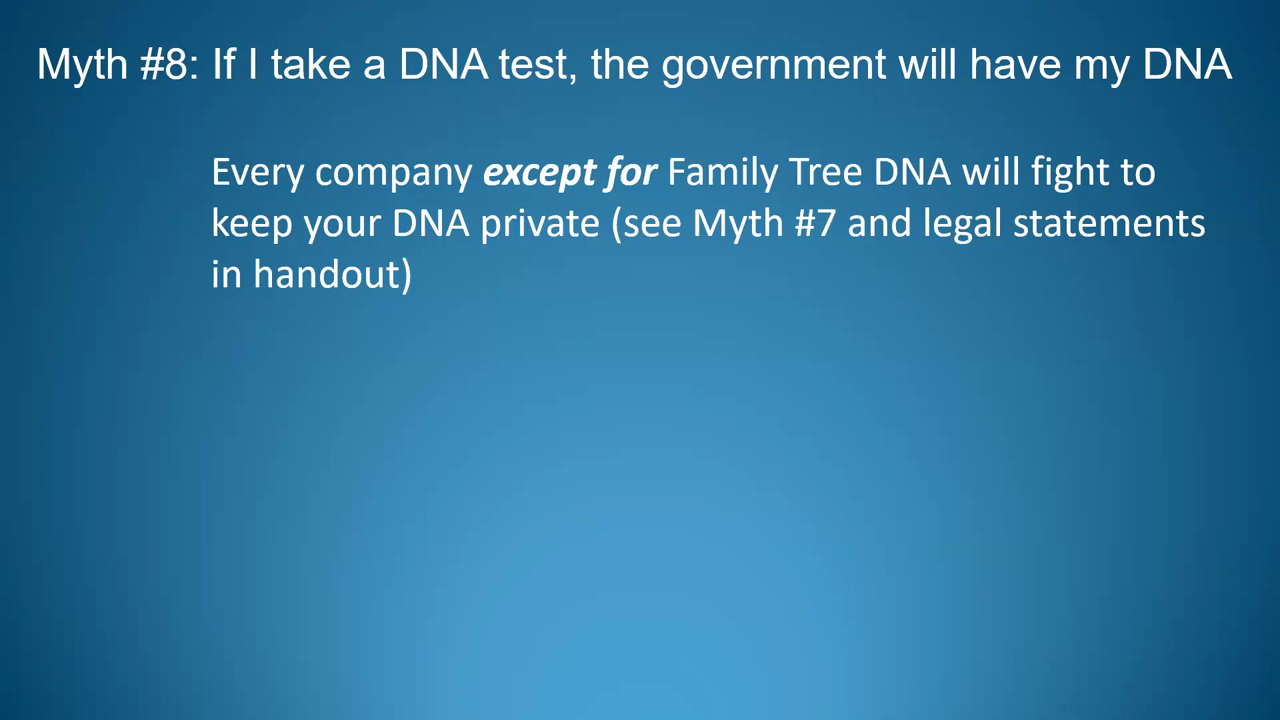 Myth #8: If I take a DNA test, the government will have my DNA
Every company except for Family Tree DNA will fight to
keep your DNA private (see Myth #7 and legal statements
in handout)